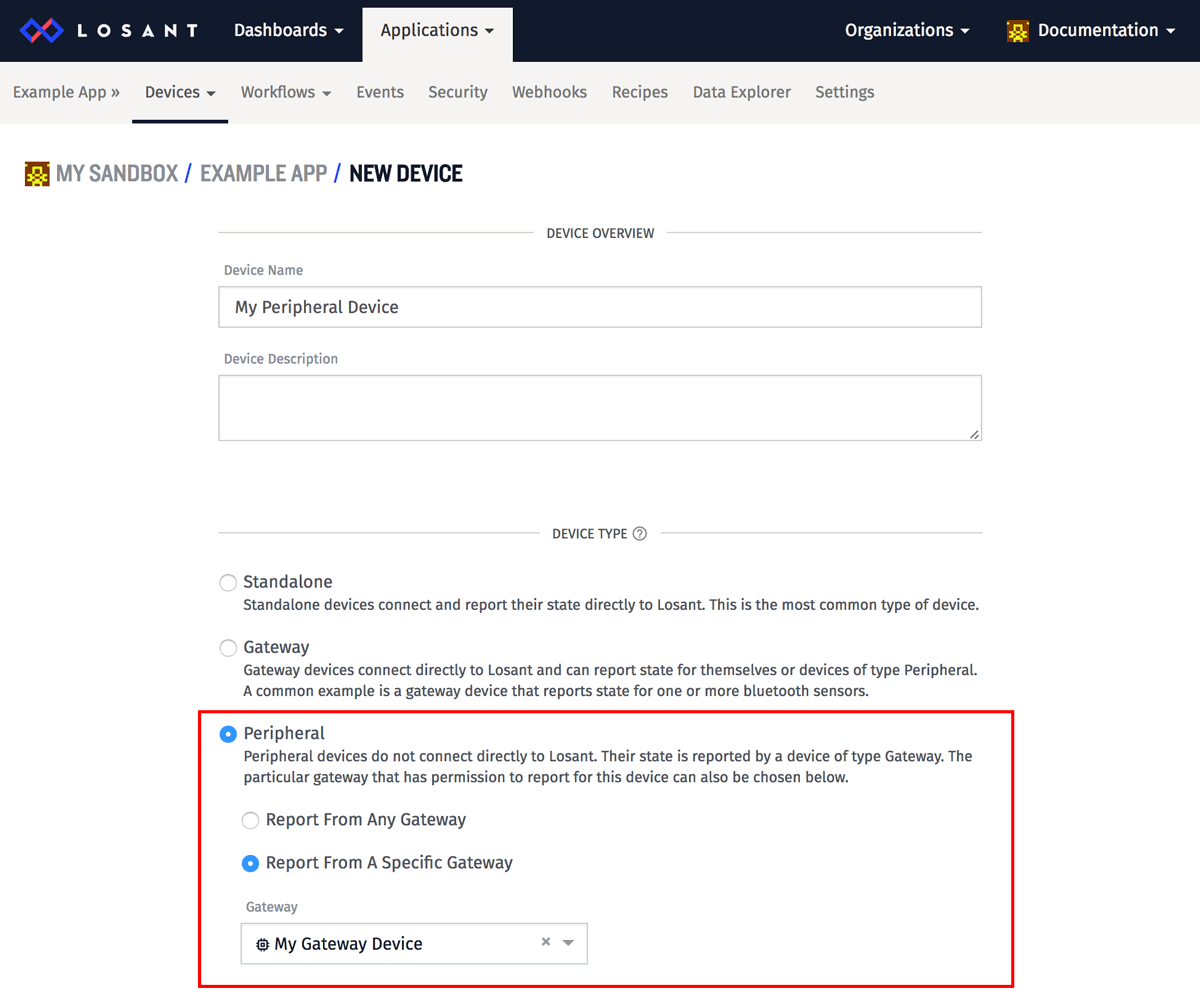 LOSANT Dashboards Applications Organizations Documentation
Example App » Devices Workflows Events Security Webhooks Recipes Data Explorer Settings
MY SANDBOX / EXAMPLE APP / NEW DEVICE
DEVICE OVERVIEW
Device Name
My Peripheral Device
Device Description
DEVICE TYPE ?
Standalone
Standalone devices connect and report their state directly to Losant. This is the most common type of device.
Gateway
Gateway devices connect directly to Losant and can report state for themselves or devices of type Peripheral.
A common example is a gateway device that reports state for one or more bluetooth sensors.
Peripheral
Peripheral devices do not connect directly to Losant. Their state is reported by a device of type Gateway. The
particular gateway that has permission to report for this device can also be chosen below.
Report From Any Gateway
Report From A Specific Gateway
Gateway
My Gateway Device ×